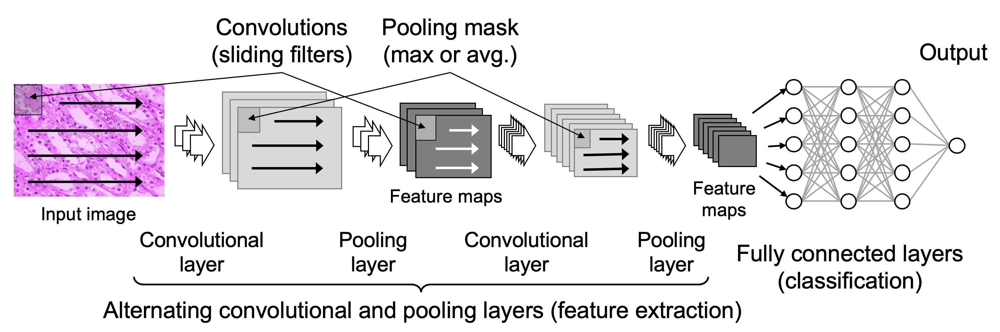 Convolutions
(sliding filters)
Pooling mask
(max or avg.)
Output
Input image
Feature maps
Feature
maps
Convolutional
layer
Pooling
layer
Convolutional
layer
Pooling
layer
Fully connected layers
(classification)
Alternating convolutional and pooling layers (feature extraction)